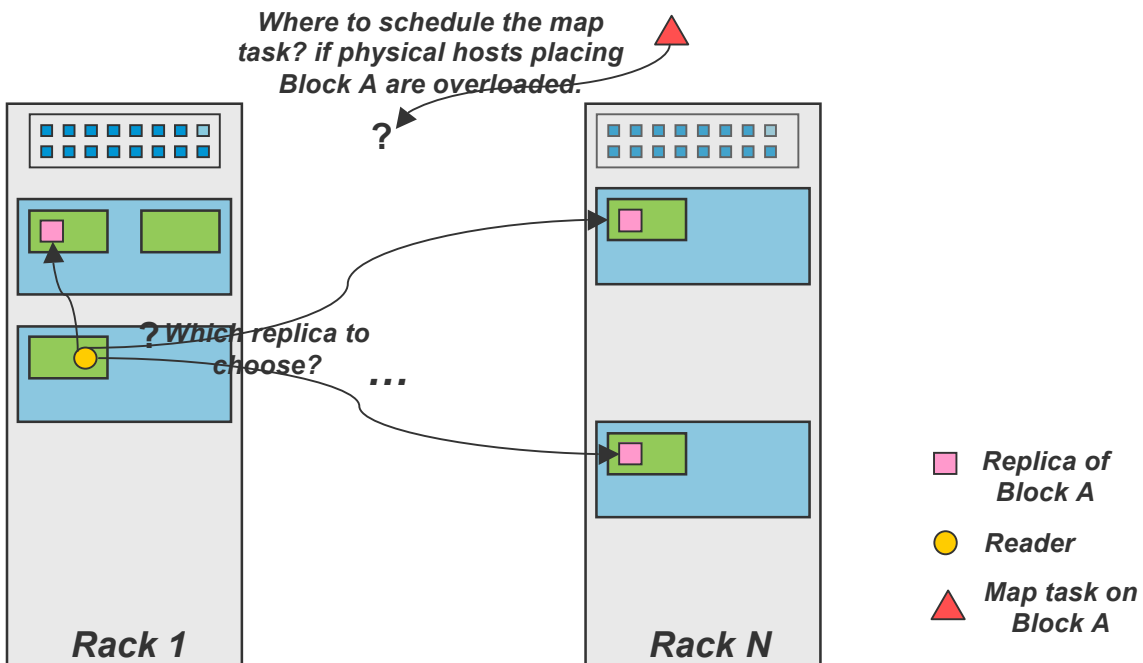 Where to schedule the map
task? if physical hosts placing
Block A are overloaded.
?
? Which replica to
choose?
...
Rack 1
Rack N
Replica of
Block A
Reader
Map task on
Block A